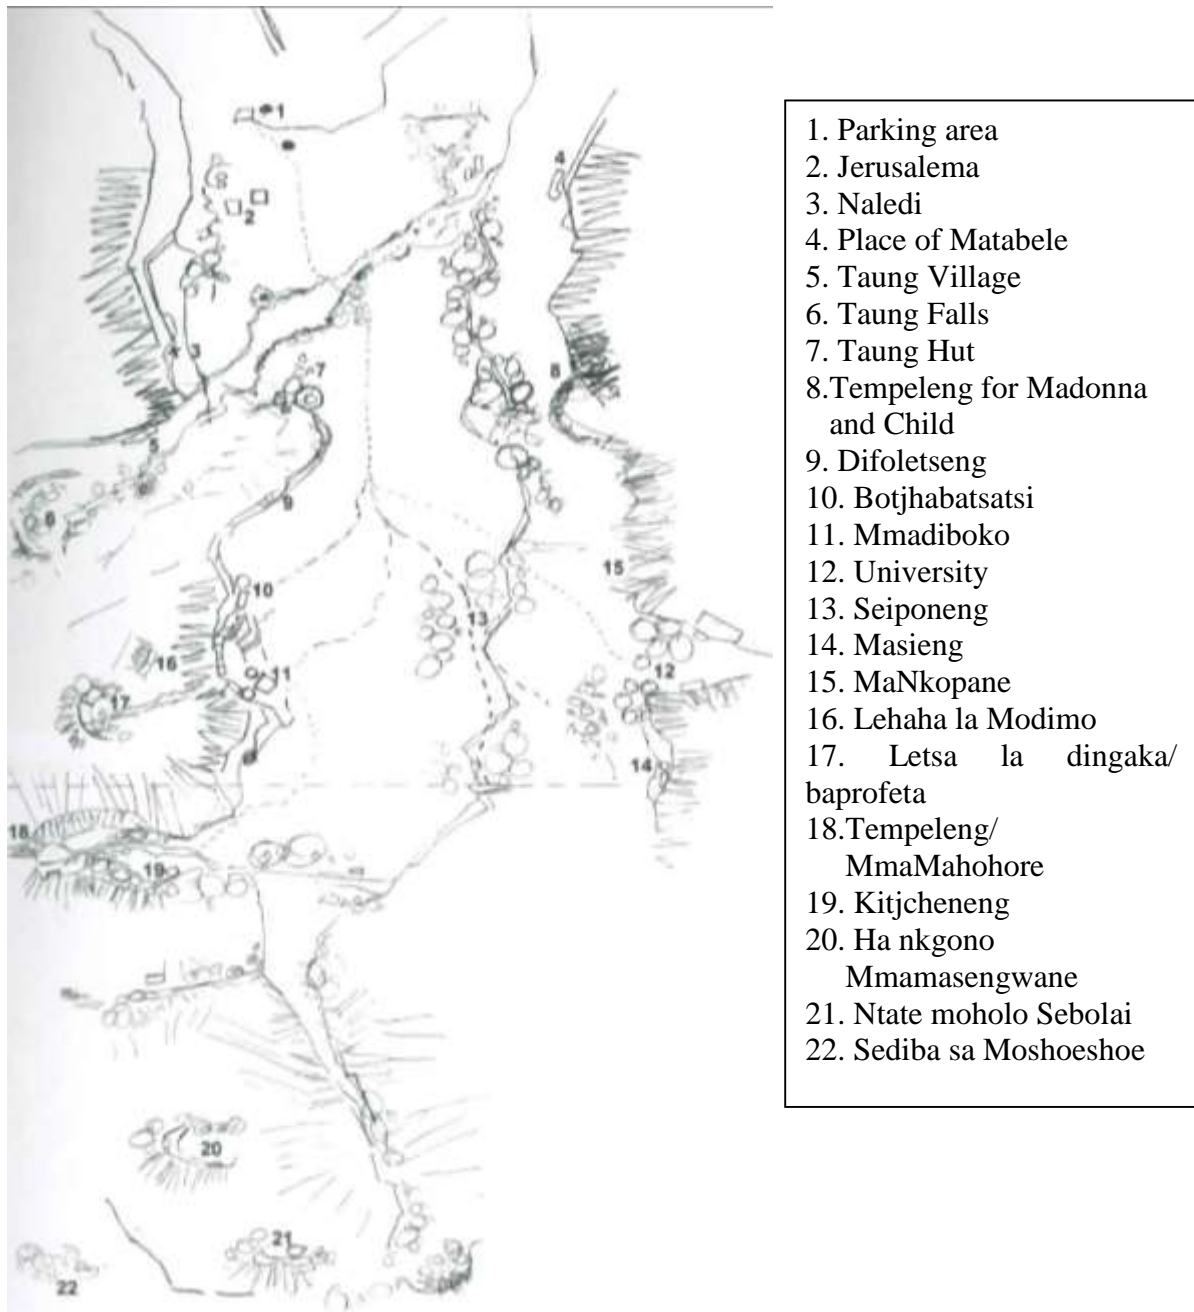 1
4
2
3
7
8
5
9
6
15
10
13
16
11
12
17
14
18
19
20
21
22
1. Parking area
2. Jerusalema
3. Naledi
4. Place of Matabele
5. Taung Village
6. Taung Falls
7. Taung Hut
8.Tempeleng for Madonna
and Child
9. Difoletseng
10. Botjhabatsatsi
11. Mmadiboko
12. University
13. Seiponeng
14. Masieng
15. MaNkopane
16. Lehaha la Modimo
17. Letsa la dingaka/
baprofeta
18.Tempeleng/
MmaMahohore
19. Kitjcheneng
20. Ha nkgono
Mmamasengwane
21. Ntate moholo Sebolai
22. Sediba sa Moshoeshoe